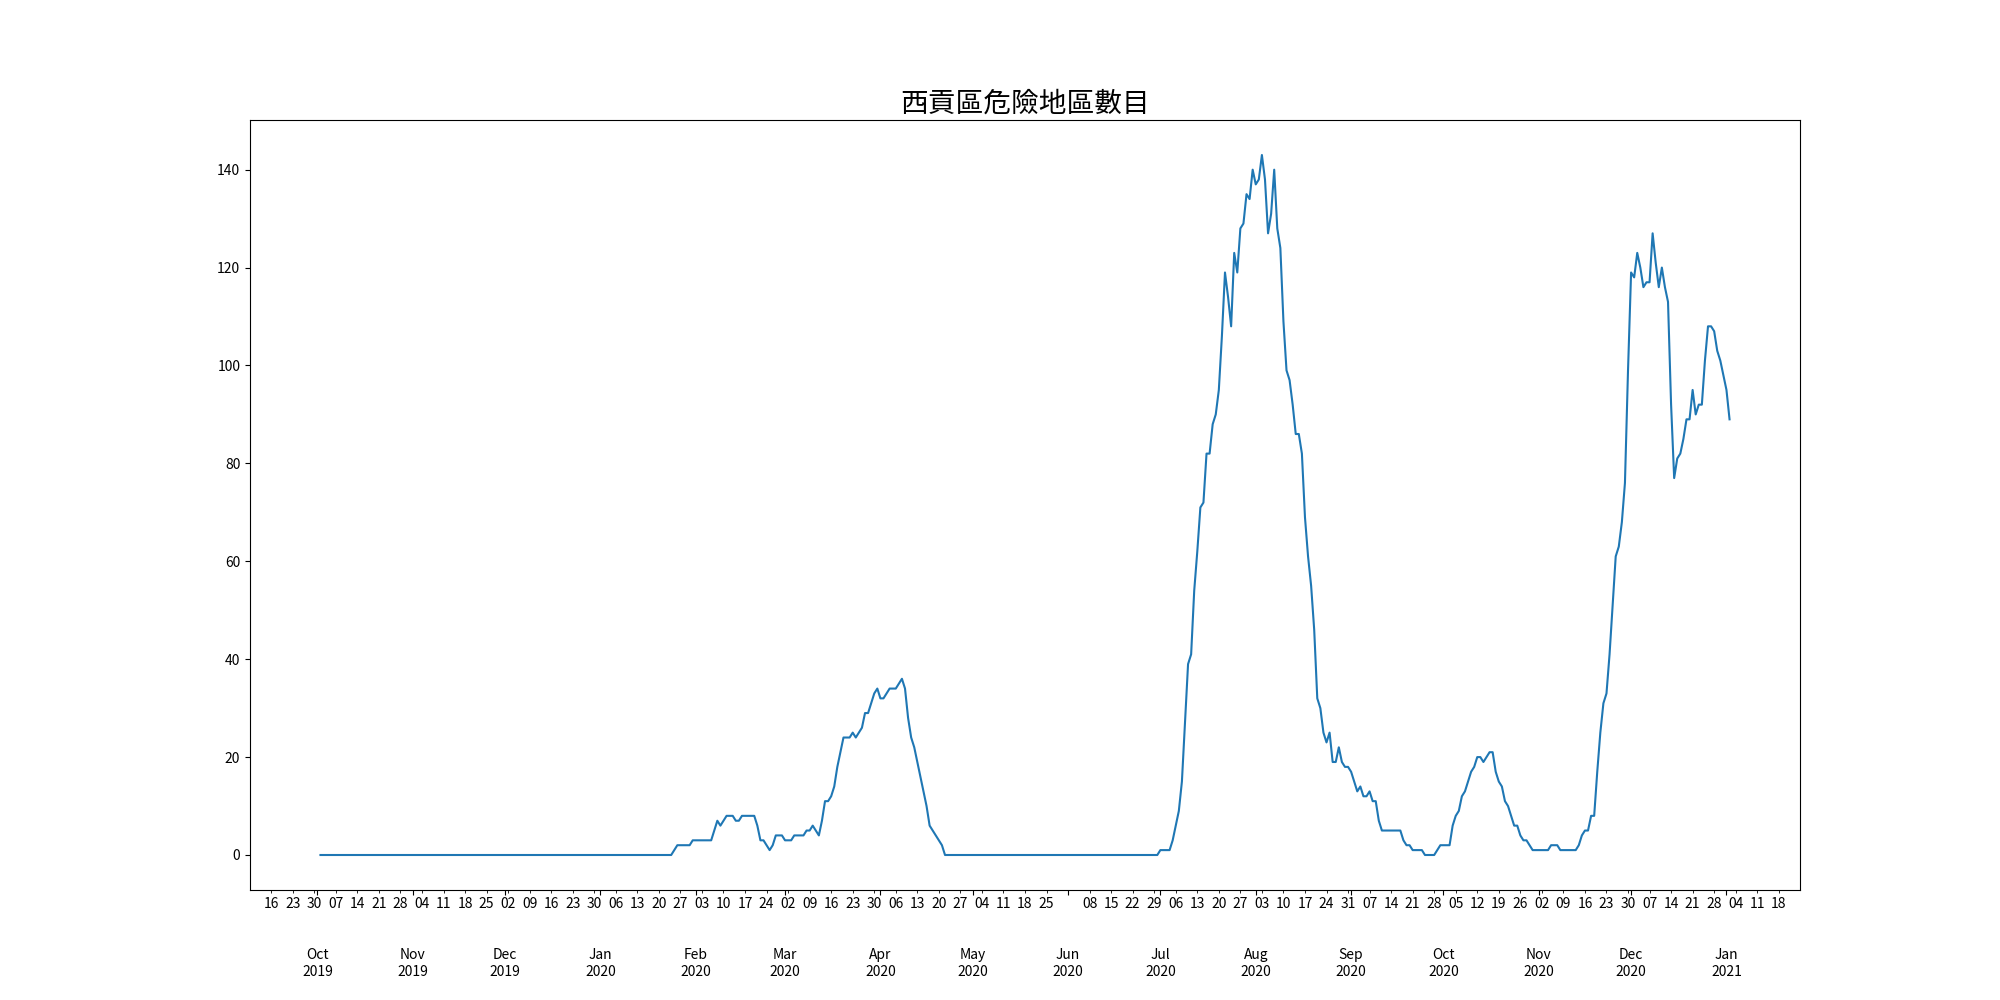 西貢區危險地區數目
140
120
100
80
60
40
20
0
16 23 30 07 14 21 28 04 11 18 25 02 09 16 23 30 06 13 20 27 03 10 17 24 02 09 16 23 30 06 13 20 27 04 11 18 25 08 15 22 29 06 13 20 27 03 10 17 24 31 07 14 21 28 05 12 19 26 02 09 16 23 30 07 14 21 28 04 11 18
Oct Nov Dec Jan Feb Mar Apr May Jun Jul Aug Sep Oct Nov Dec Jan
2019 2019 2019 2020 2020 2020 2020 2020 2020 2020 2020 2020 2020 2020 2020 2021